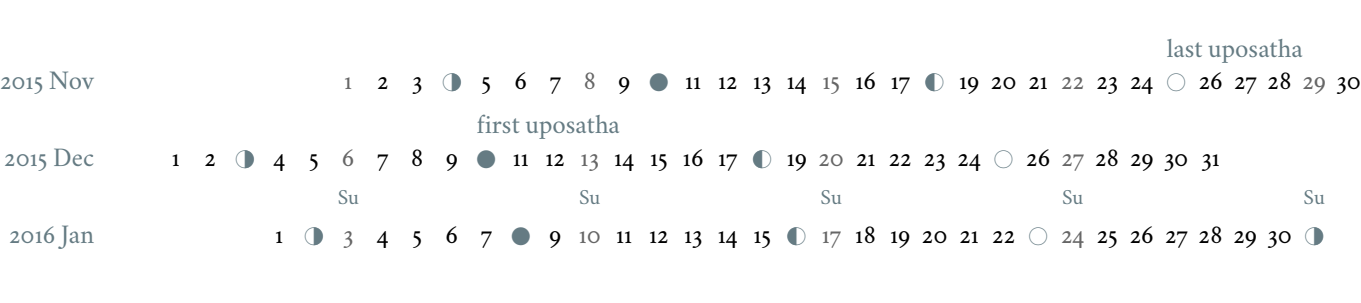 last uposatha
2015 Nov 1 2 3 5 6 7 8 9 11 12 13 14 15 16 17 19 20 21 22 23 24 26 27 28 29 30
first uposatha
2015 Dec 1 2 4 5 6 7 8 9 11 12 13 14 15 16 17 19 20 21 22 23 24 26 27 28 29 30 31
Su Su Su Su Su
2016 Jan 1 3 4 5 6 7 9 10 11 12 13 14 15 17 18 19 20 21 22 24 25 26 27 28 29 30